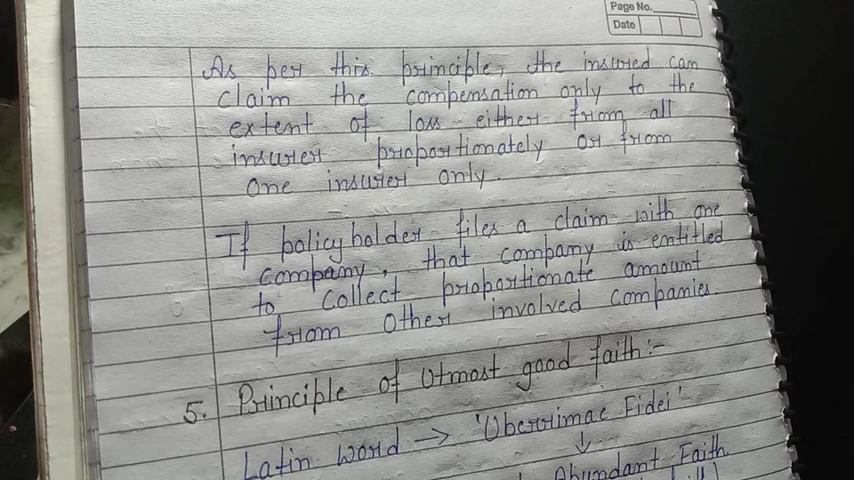 Page No.
Date
As per this principle, the insured can
claim the compensation only to the
extent of loss either from all
insurer proportionately or from
one insurer only.
If policyholder files a claim with one
company, that company is entitled
to collect proportionate amount
from other involved companies.
5. Principle of Utmost good faith:-
Latin word → 'Uberrimae Fidei'
↓
Abundant Faith